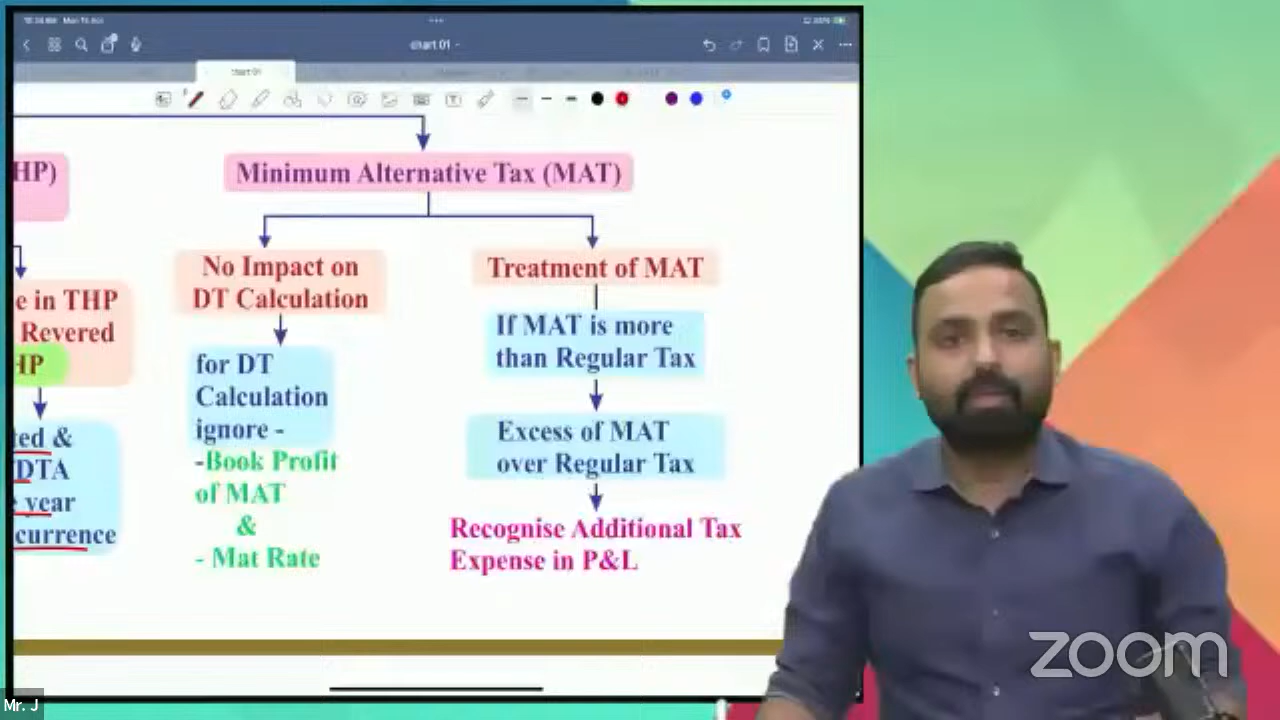 chart 01
chart 01
HP)
Minimum Alternative Tax (MAT)
e in THP
Revered
HP
ted &
DTA
year
currence
No Impact on
DT Calculation
for DT
Calculation
ignore -
-Book Profit
of MAT
&
- Mat Rate
Treatment of MAT
If MAT is more
than Regular Tax
Excess of MAT
over Regular Tax
Recognise Additional Tax
Expense in P&L
zoom
Mr. J